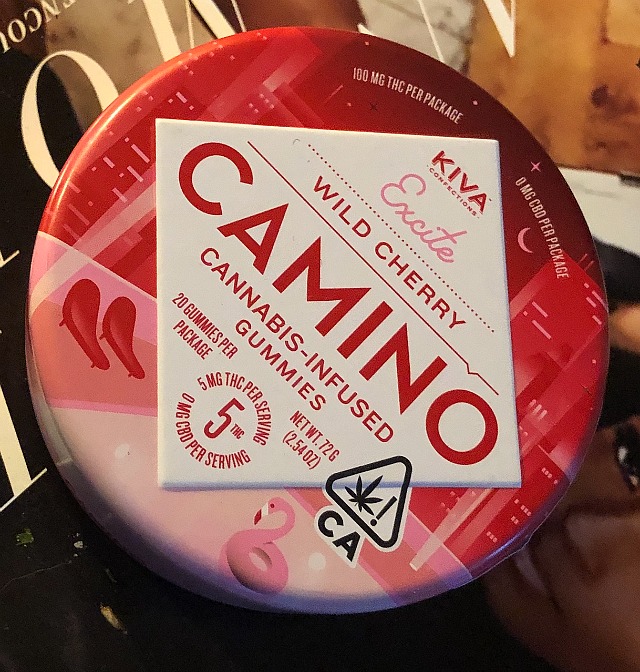 100 MG THC PER PACKAGE
0 MG CBD PER PACKAGE
KIVA
CONFECTIONS
Excite
WILD CHERRY
CAMINO
CANNABIS-INFUSED
GUMMIES
20 GUMMIES PER
PACKAGE
5 MG THC PER SERVING
5 THC
0 MG CBD PER SERVING
NET WT. 72 G
(2.54 OZ)
!
CA